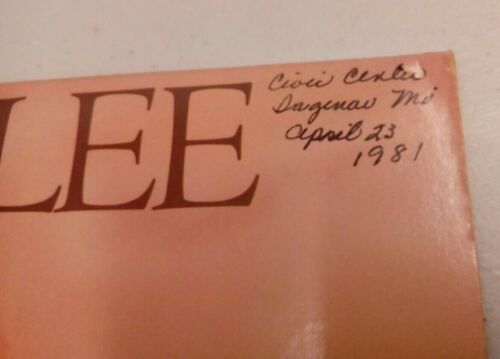 LEE
Civic Center
Saginaw Mi
April 23
1981